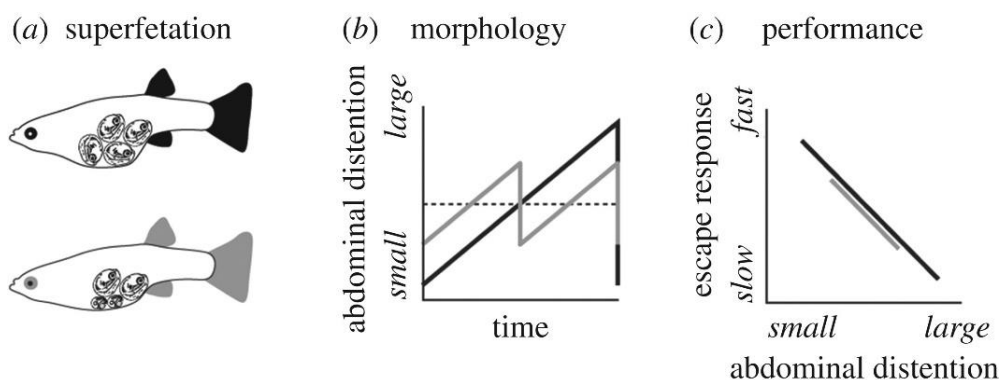 (a) superfetation
(b) morphology
abdominal distention
small large
time
(c) performance
escape response
slow fast
small large
abdominal distention